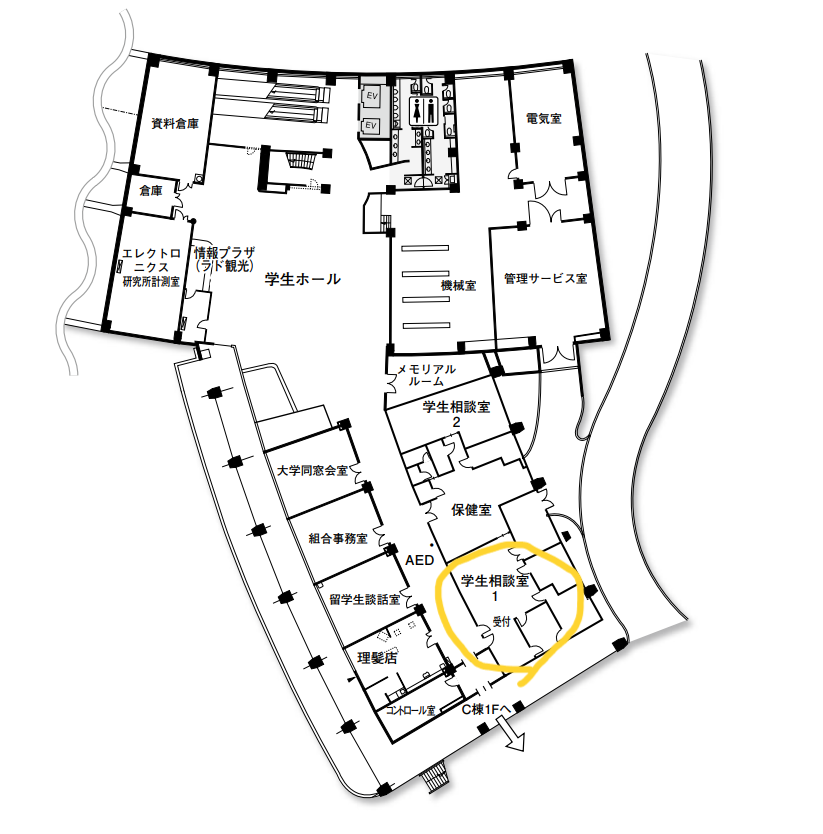 EV
EV
資料倉庫
電気室
倉庫
エレクトロ
ニクス
研究所計測室
情報プラザ
(ラド観光)
学生ホール
機械室
管理サービス室
メモリアル
ルーム
学生相談室
2
大学同窓会室
保健室
組合事務室
AED
学生相談室
1
受付
留学生談話室
理髪店
コントロール室
C棟1Fへ